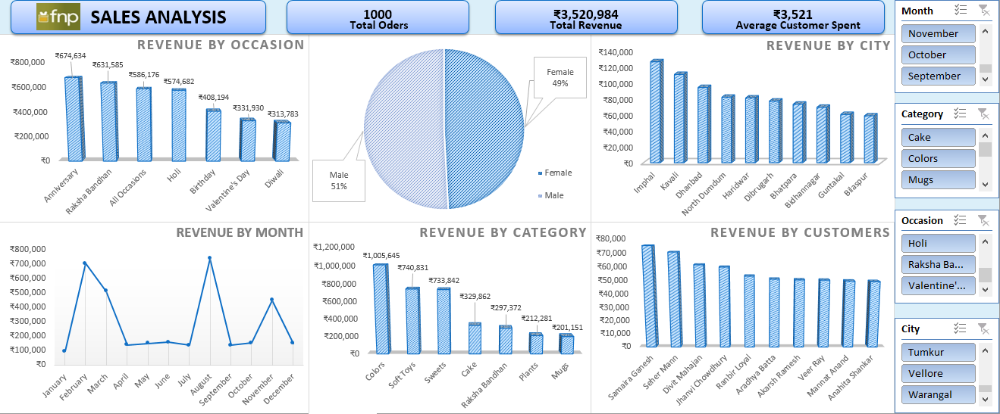 fnp
SALES ANALYSIS
1000
Total Oders
₹3,520,984
Total Revenue
₹3,521
Average Customer Spent
REVENUE BY OCCASION
₹800,000
₹600,000
₹400,000
₹200,000
₹0
₹674,634
₹631,585
₹586,176
₹574,682
₹408,194
₹331,930
₹313,783
Anniversary
Raksha Bandhan
All Occasions
Holi
Birthday
Valentine's Day
Diwali
Female
49%
Male
51%
Female
Male
REVENUE BY CITY
₹140,000
₹120,000
₹100,000
₹80,000
₹60,000
₹40,000
₹20,000
₹0
Imphal
Kavali
Dhanbad
North Dumdum
Haridwar
Dibrugarh
Bhatpara
Bidhannagar
Guntakal
Bilaspur
REVENUE BY MONTH
₹800,000
₹700,000
₹600,000
₹500,000
₹400,000
₹300,000
₹200,000
₹100,000
₹0
January
February
March
April
May
June
July
August
September
October
November
December
REVENUE BY CATEGORY
₹1,200,000
₹1,000,000
₹800,000
₹600,000
₹400,000
₹200,000
₹0
₹1,005,645
₹740,831
₹733,842
₹329,862
₹297,372
₹212,281
₹201,151
Colors
Soft Toys
Sweets
Cake
Raksha Bandhan
Plants
Mugs
REVENUE BY CUSTOMERS
₹80,000
₹70,000
₹60,000
₹50,000
₹40,000
₹30,000
₹20,000
₹10,000
₹0
Samaira Ganesh
Seher Mann
Divit Mahajan
Jhanvi Chowdhury
Ranbir Loyal
Aradhya Batta
Akarsh Ramesh
Veer Ray
Mannat Anand
Anahita Shankar
Month
November
October
September
Category
Cake
Colors
Mugs
Occasion
Holi
Raksha Ba...
Valentine'...
City
Tumkur
Vellore
Warangal